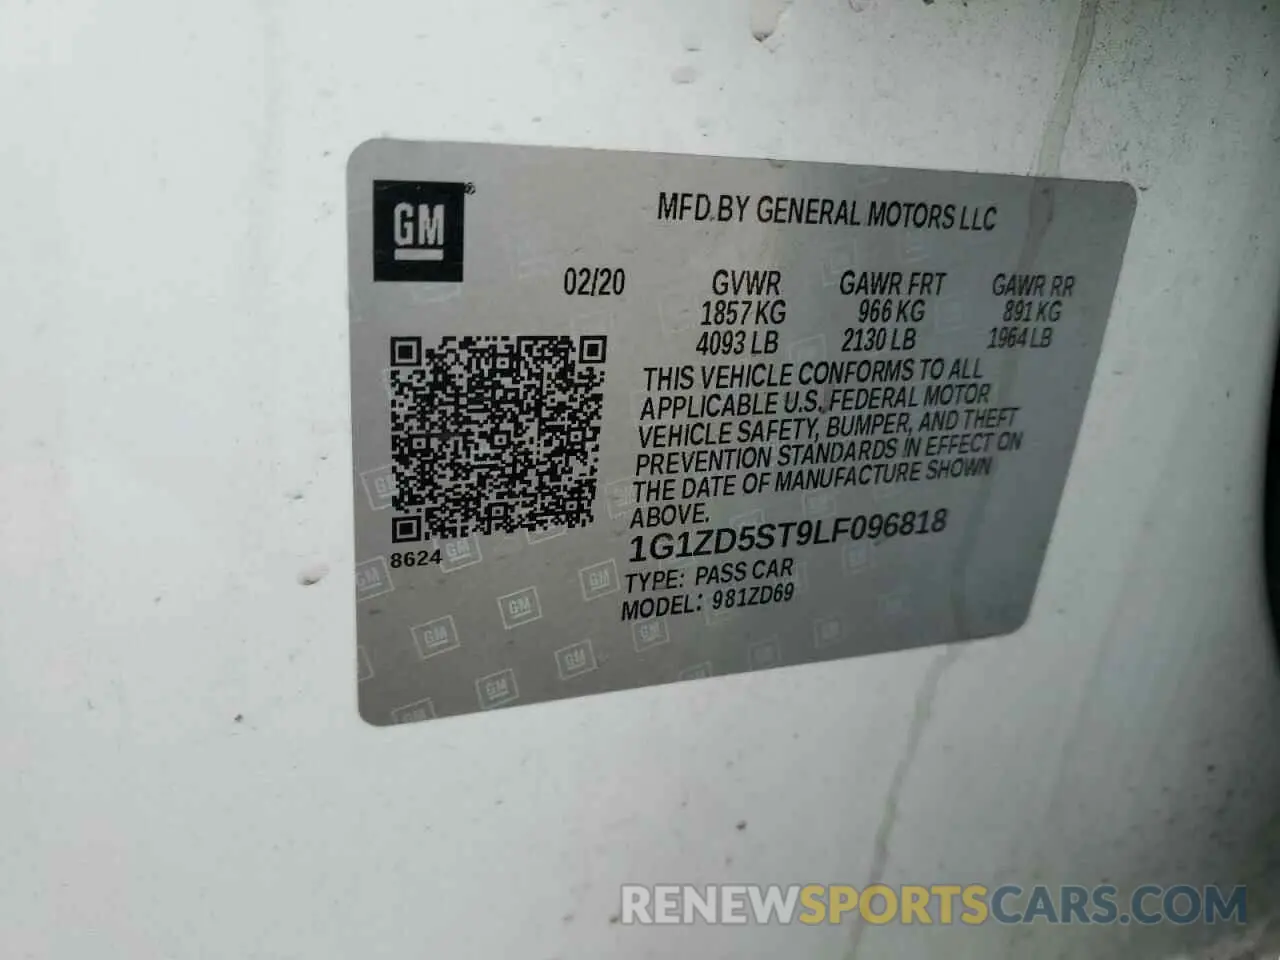 GM®
MFD.BY GENERAL MOTORS LLC
02/20 GVWR GAWR FRT GAWR RR
1857 KG 966 KG 891 KG
4093 LB 2130 LB 1964 LB
THIS VEHICLE CONFORMS TO ALL
APPLICABLE U.S. FEDERAL MOTOR
VEHICLE SAFETY, BUMPER, AND THEFT
PREVENTION STANDARDS IN EFFECT ON
THE DATE OF MANUFACTURE SHOWN
ABOVE.
1G1ZD5ST9LF096818
TYPE: PASS CAR
MODEL: 981ZD69
8624
RENEWSPORTSCARS.COM